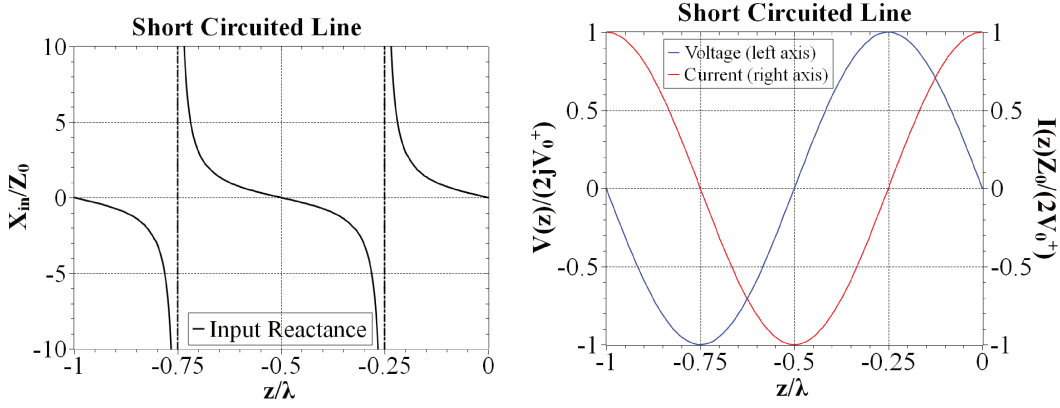 Short Circuited Line
X_in/Z_0
10
5
0
-5
-10
Input Reactance
-1
-0.75
-0.5
-0.25
0
z/λ
Short Circuited Line
V(z)/(2jV_0^+)
1
0.5
0
-0.5
-1
Voltage (left axis)
Current (right axis)
1
0.5
0
-0.5
-1
I(z)Z_0/(2V_0^+)
-1
-0.75
-0.5
-0.25
0
z/λ